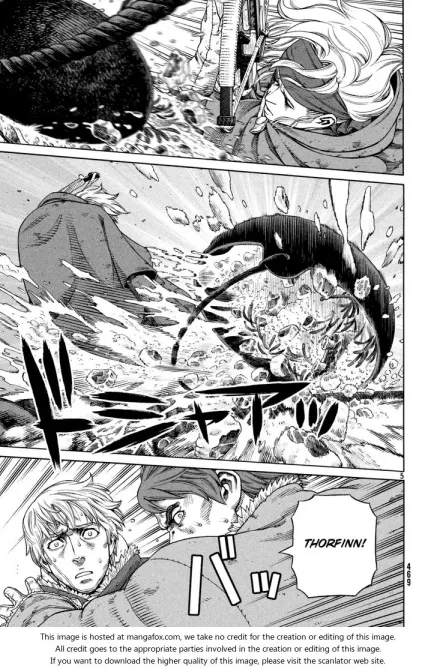 ドシャアッ
5
469
THORFINN!
バッ
This image is hosted at mangafox.com, we take no credit for the creation or editing of this image.
All credit goes to the appropriate parties involved in the creation or editing of this image.
If you want to download the higher quality of this image, please visit the scanlator web site.